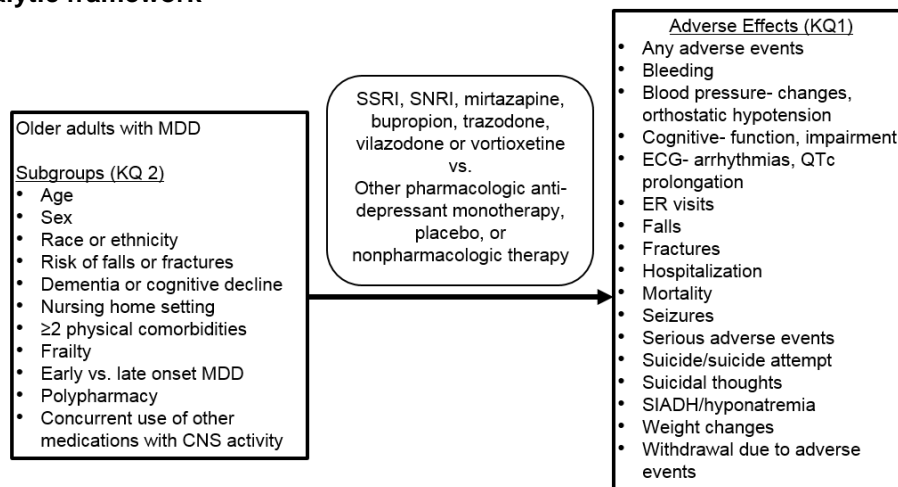 Older adults with MDD
Subgroups (KQ 2)
• Age
• Sex
• Race or ethnicity
• Risk of falls or fractures
• Dementia or cognitive decline
• Nursing home setting
• ≥2 physical comorbidities
• Frailty
• Early vs. late onset MDD
• Polypharmacy
• Concurrent use of other
medications with CNS activity
SSRI, SNRI, mirtazapine,
bupropion, trazodone,
vilazodone or vortioxetine
vs.
Other pharmacologic anti-
depressant monotherapy,
placebo, or
nonpharmacologic therapy
Adverse Effects (KQ1)
• Any adverse events
• Bleeding
• Blood pressure- changes,
orthostatic hypotension
• Cognitive- function, impairment
• ECG- arrhythmias, QTc
prolongation
• ER visits
• Falls
• Fractures
• Hospitalization
• Mortality
• Seizures
• Serious adverse events
• Suicide/suicide attempt
• Suicidal thoughts
• SIADH/hyponatremia
• Weight changes
• Withdrawal due to adverse
events